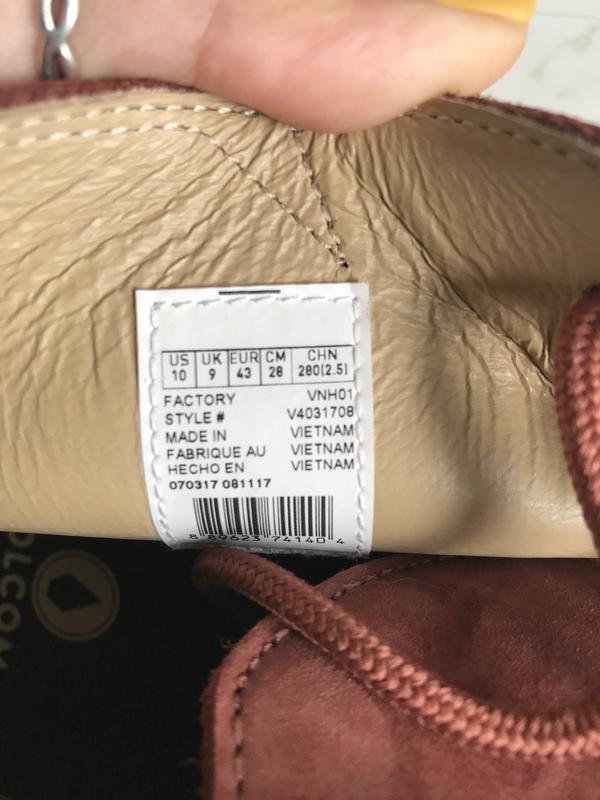 US UK EUR CM CHN
10 9 43 28 280(2.5)
FACTORY VNH01
STYLE # V4031708
MADE IN VIETNAM
FABRIQUE AU VIETNAM
HECHO EN VIETNAM
070317 081117
8 89623 74140 4
OLCOM